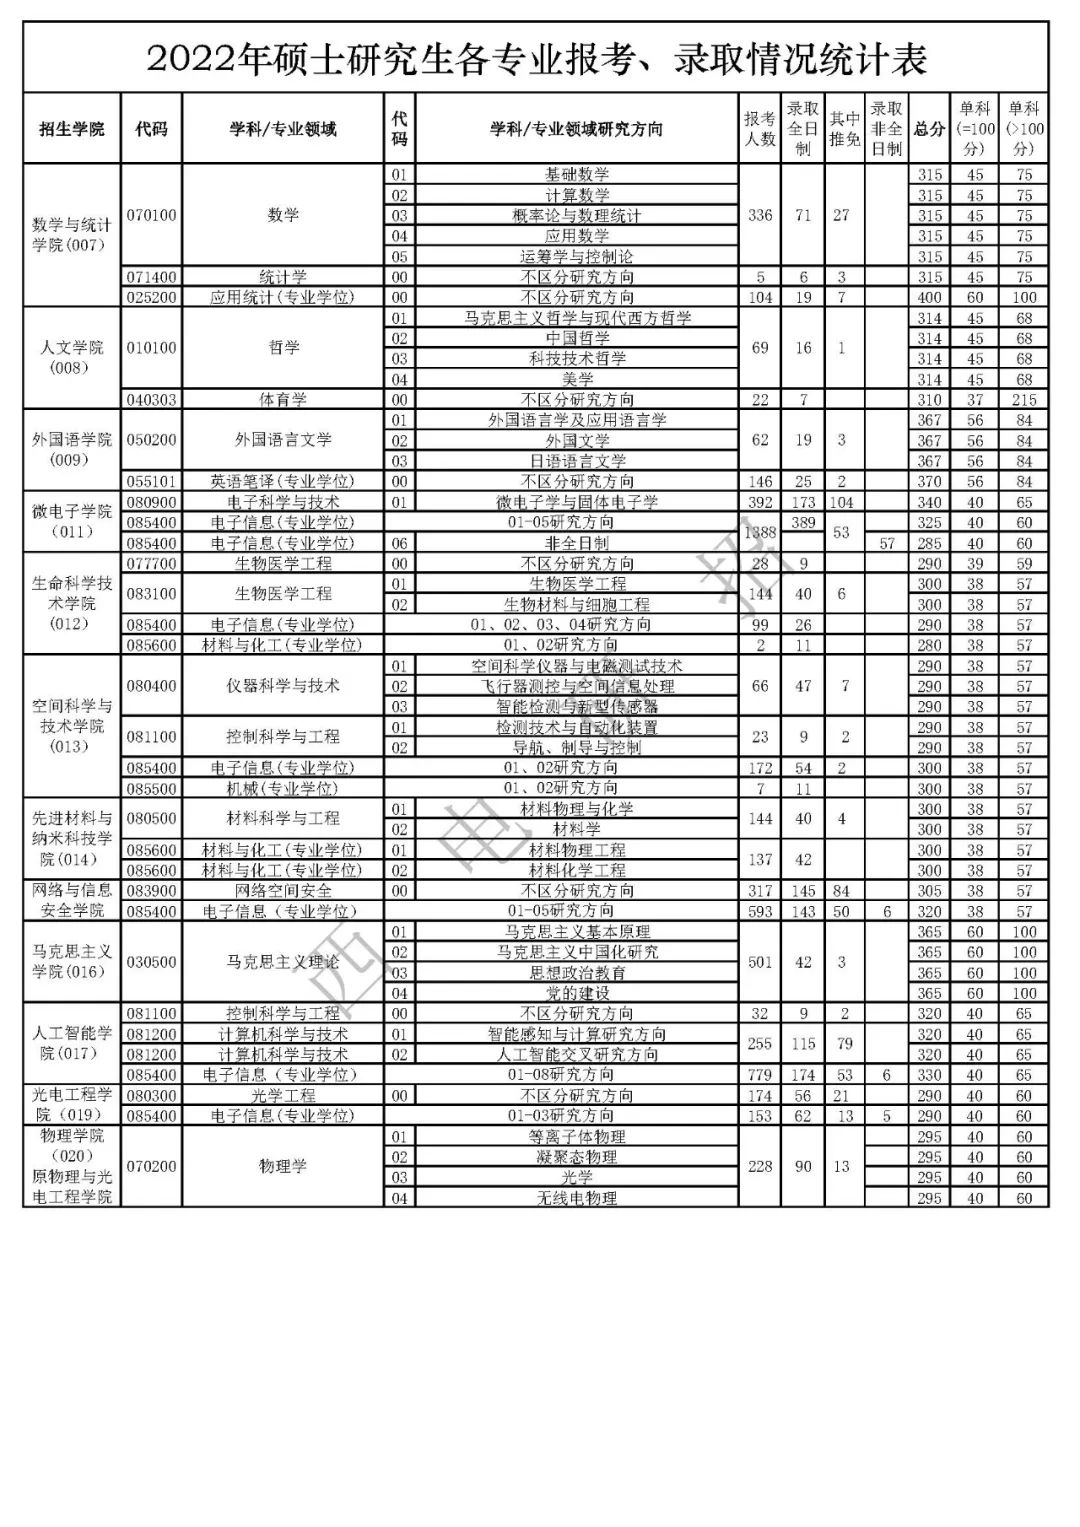 2022年硕士研究生各专业报考、录取情况统计表
招生学院 代码 学科/专业领域 代码 学科/专业领域研究方向 报考人数 录取全日制 其中推免 录取非全日制 总分 单科(=100分) 单科(>100分)
数学与统计学院(007) 070100 数学 01 基础数学 336 71 27 315 45 75
02 计算数学 315 45 75
03 概率论与数理统计 315 45 75
04 应用数学 315 45 75
05 运筹学与控制论 315 45 75
071400 统计学 00 不区分研究方向 5 6 3 315 45 75
025200 应用统计(专业学位) 00 不区分研究方向 104 19 7 400 60 100
人文学院(008) 010100 哲学 01 马克思主义哲学与现代西方哲学 69 16 1 314 45 68
02 中国哲学 314 45 68
03 科技技术哲学 314 45 68
04 美学 314 45 68
040303 体育学 00 不区分研究方向 22 7 310 37 215
外国语学院(009) 050200 外国语言文学 01 外国语言学及应用语言学 62 19 3 367 56 84
02 外国文学 367 56 84
03 日语语言文学 367 56 84
055101 英语笔译(专业学位) 00 不区分研究方向 146 25 2 370 56 84
微电子学院(011) 080900 电子科学与技术 01 微电子学与固体电子学 392 173 104 340 40 65
085400 电子信息(专业学位) 01-05研究方向 1388 389 53 325 40 60
085400 电子信息(专业学位) 06 非全日制 57 285 40 60
生命科学技术学院(012) 077700 生物医学工程 00 不区分研究方向 28 9 290 39 59
083100 生物医学工程 01 生物医学工程 144 40 6 300 38 57
02 生物材料与细胞工程 300 38 57
085400 电子信息(专业学位) 01、02、03、04研究方向 99 26 290 38 57
085600 材料与化工(专业学位) 01、02研究方向 2 11 280 38 57
空间科学与技术学院(013) 080400 仪器科学与技术 01 空间科学仪器与电磁测试技术 66 47 7 290 38 57
02 飞行器测控与空间信息处理 290 38 57
03 智能检测与新型传感器 290 38 57
081100 控制科学与工程 01 检测技术与自动化装置 23 9 2 290 38 57
02 导航、制导与控制 290 38 57
085400 电子信息(专业学位) 01、02研究方向 172 54 2 300 38 57
085500 机械(专业学位) 01、02研究方向 7 11 300 38 57
先进材料与纳米科技学院(014) 080500 材料科学与工程 01 材料物理与化学 144 40 4 300 38 57
02 材料学 300 38 57
085600 材料与化工(专业学位) 01 材料物理工程 137 42 300 38 57
085600 材料与化工(专业学位) 02 材料化学工程 300 38 57
网络与信息安全学院 083900 网络空间安全 00 不区分研究方向 317 145 84 305 38 57
085400 电子信息（专业学位） 01-05研究方向 593 143 50 6 320 38 57
马克思主义学院(016) 030500 马克思主义理论 01 马克思主义基本原理 501 42 3 365 60 100
02 马克思主义中国化研究 365 60 100
03 思想政治教育 365 60 100
04 党的建设 365 60 100
人工智能学院(017) 081100 控制科学与工程 00 不区分研究方向 32 9 2 320 40 65
081200 计算机科学与技术 01 智能感知与计算研究方向 255 115 79 320 40 65
081200 计算机科学与技术 02 人工智能交叉研究方向 320 40 65
085400 电子信息（专业学位） 01-08研究方向 779 174 53 6 330 40 65
光电工程学院（019） 080300 光学工程 00 不区分研究方向 174 56 21 290 40 60
085400 电子信息(专业学位) 01-03研究方向 153 62 13 5 290 40 60
物理学院（020）原物理与光电工程学院 070200 物理学 01 等离子体物理 228 90 13 295 40 60
02 凝聚态物理 295 40 60
03 光学 295 40 60
04 无线电物理 295 40 60
西电研招